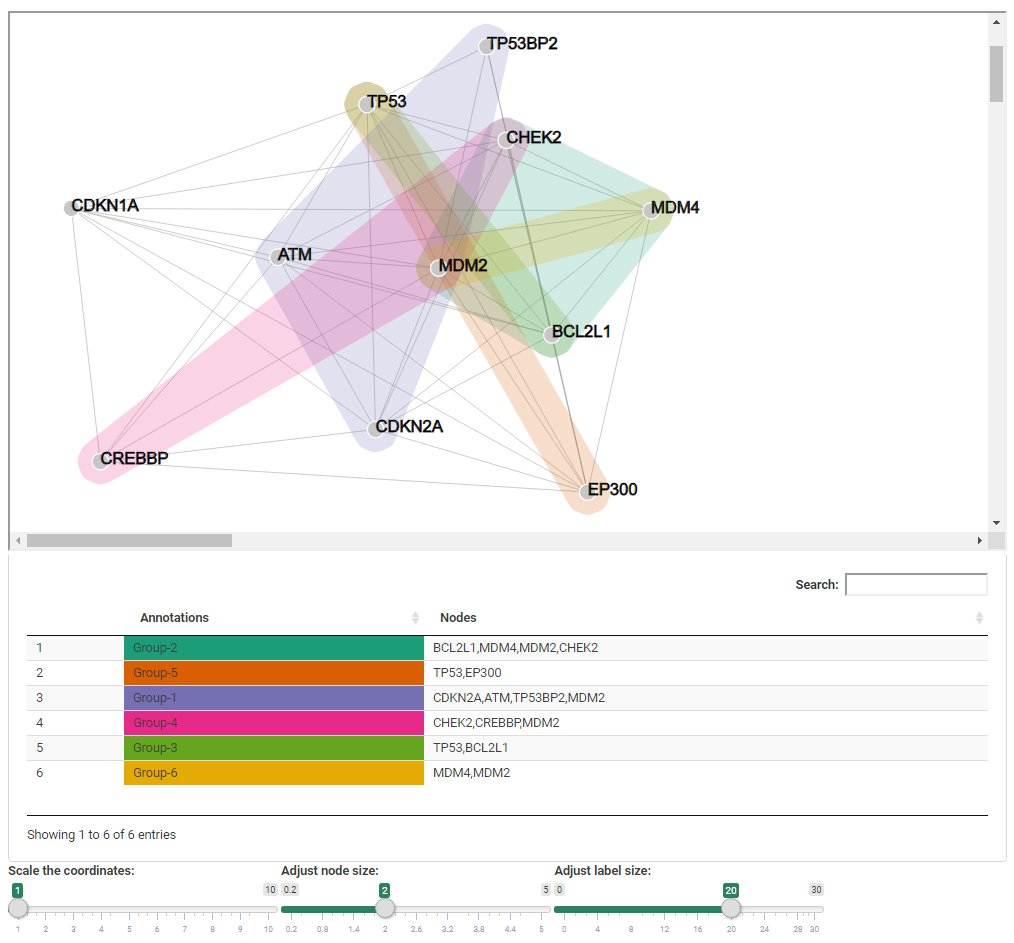 TP53BP2
TP53
CHEK2
CDKN1A
MDM4
ATM
MDM2
BCL2L1
CDKN2A
CREBBP
EP300
Search:
Annotations Nodes
1 Group-2 BCL2L1,MDM4,MDM2,CHEK2
2 Group-5 TP53,EP300
3 Group-1 CDKN2A,ATM,TP53BP2,MDM2
4 Group-4 CHEK2,CREBBP,MDM2
5 Group-3 TP53,BCL2L1
6 Group-6 MDM4,MDM2
Showing 1 to 6 of 6 entries
Scale the coordinates: Adjust node size: Adjust label size:
1 10 0.2 2 5 0 20 30
1 2 3 4 5 6 7 8 9 10 0.2 0.8 1.4 2 2.6 3.2 3.8 4.4 5 0 4 8 12 16 20 24 28 30